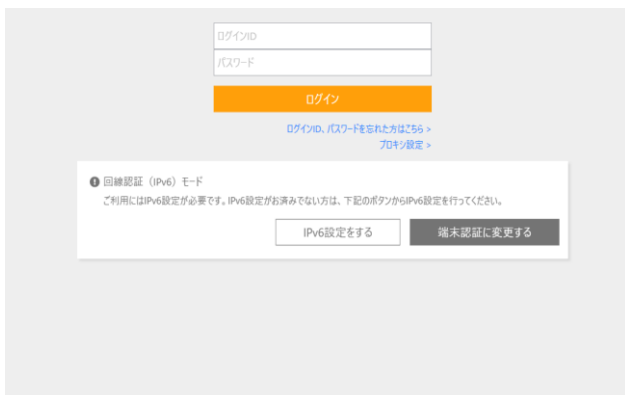 ログインID
パスワード
ログイン
ログインID、パスワードを忘れた方はこちら >
プロキシ設定 >
回線認証（IPv6）モード
ご利用にはIPv6設定が必要です。IPv6設定がお済みでない方は、下記のボタンからIPv6設定を行ってください。
IPv6設定をする
端末認証に変更する